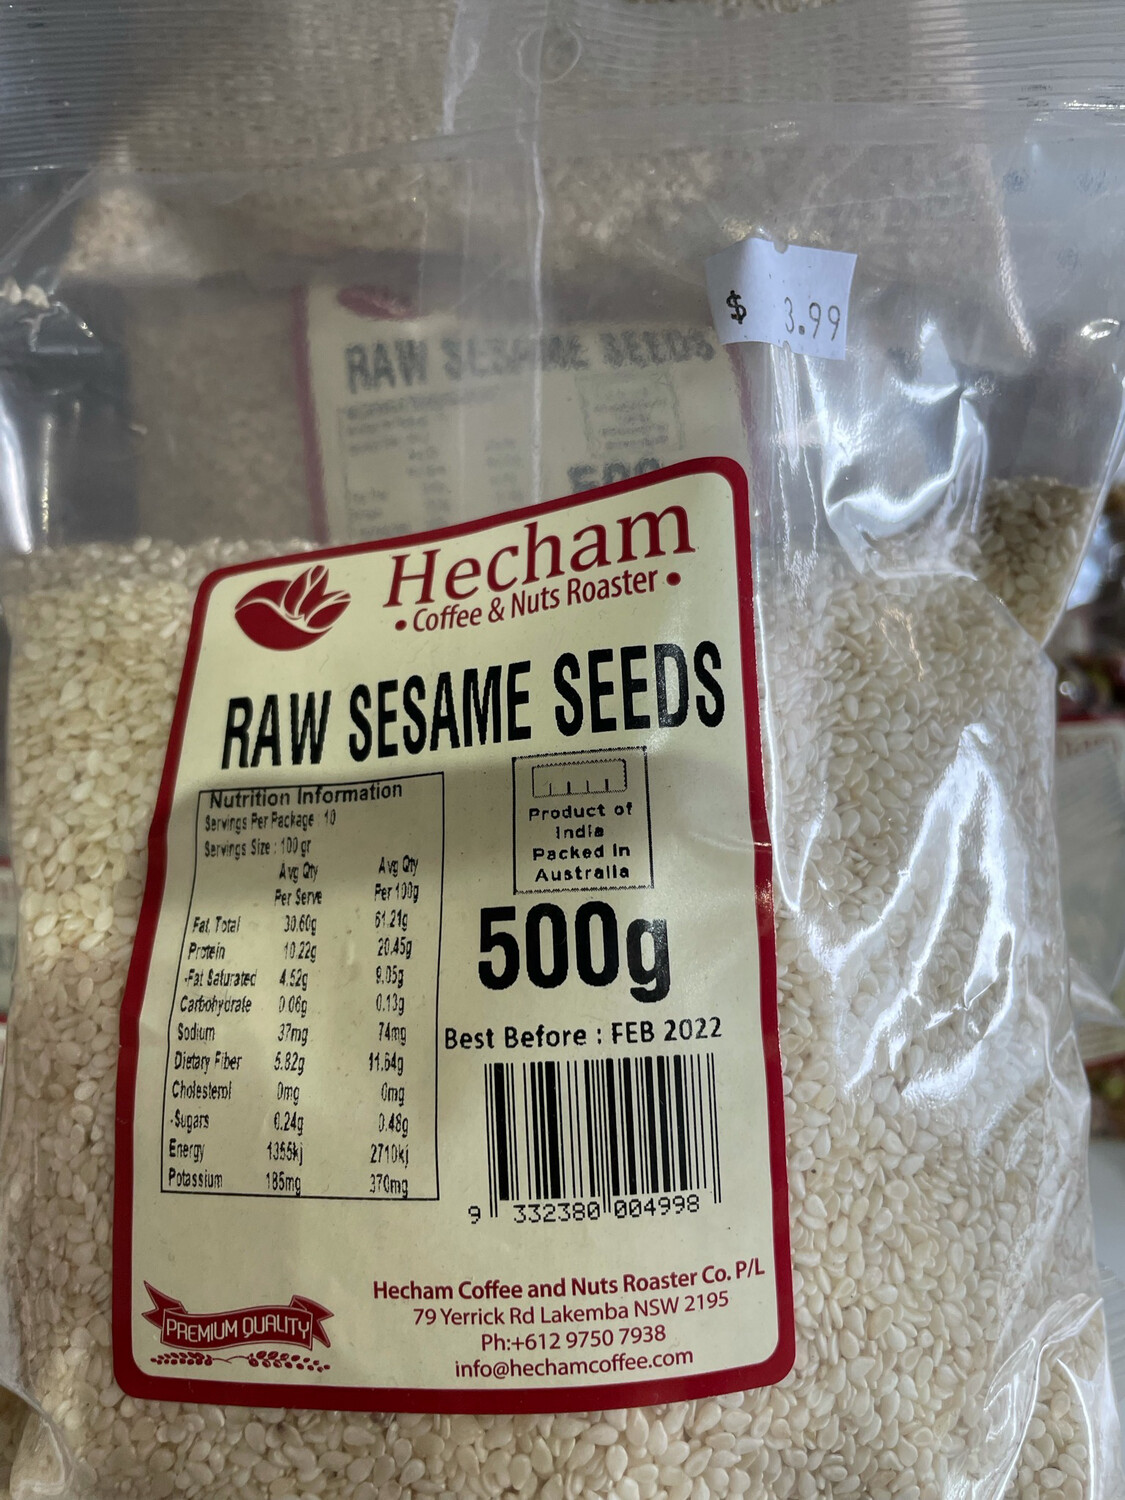 $ 3.99
RAW SESAME SEEDS
500
Hecham
• Coffee & Nuts Roaster •
RAW SESAME SEEDS
Nutrition Information
Servings Per Package : 10
Servings Size : 100 gr
Avg Qty Avg Qty
Per Serve Per 100g
Fat, Total 30.60g 61.21g
Protein 10.22g 20.45g
-Fat Saturated 4.52g 9.05g
Carbohydrate 0.06g 0.13g
Sodium 37mg 74mg
Dietary Fiber 5.82g 11.64g
Cholesterol 0mg 0mg
-Sugars 0.24g 0.48g
Energy 1355kj 2710kj
Potassium 185mg 370mg
Product of
India
Packed in
Australia
500g
Best Before : FEB 2022
9 332380 004998
PREMIUM QUALITY
Hecham Coffee and Nuts Roaster Co. P/L
79 Yerrick Rd Lakemba NSW 2195
Ph:+612 9750 7938
info@hechamcoffee.com